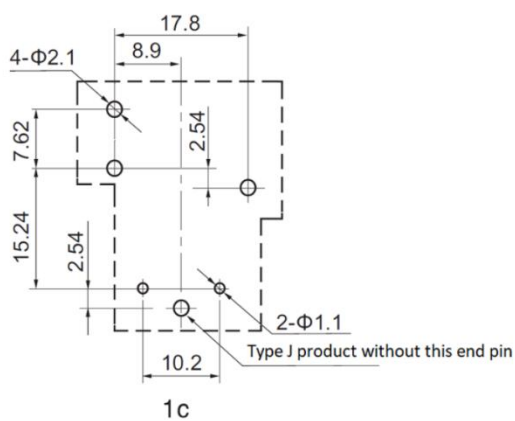 17.8
8.9
4-Φ2.1
7.62
2.54
15.24
2.54
2-Φ1.1
Type J product without this end pin
10.2
1c